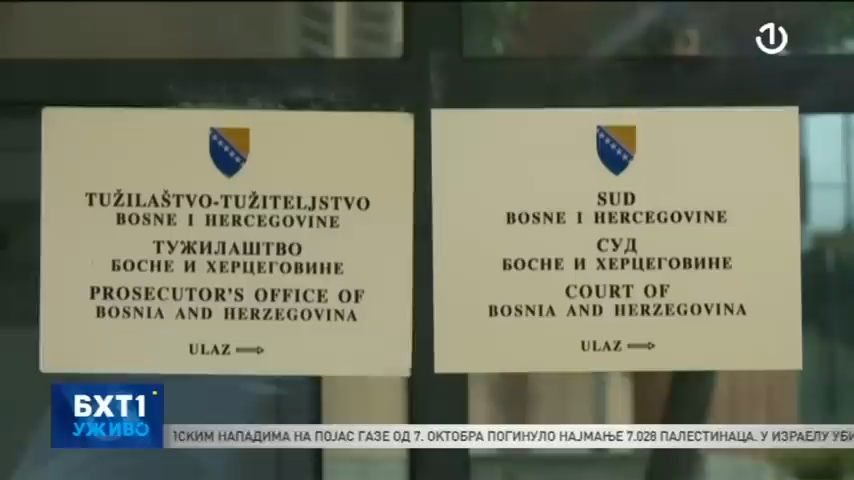 TUŽILAŠTVO-TUŽITELJSTVO
BOSNE I HERCEGOVINE
ТУЖИЛАШТВО
БОСНЕ И ХЕРЦЕГОВИНЕ
PROSECUTOR'S OFFICE OF
BOSNIA AND HERZEGOVINA
ULAZ
SUD
BOSNE I HERCEGOVINE
СУД
БОСНЕ И ХЕРЦЕГОВИНЕ
COURT OF
BOSNIA AND HERZEGOVINA
ULAZ
БХТ1
УЖИВО
СКИМ НАПАДИМА НА ПОЈАС ГАЗЕ ОД 7. ОКТОБРА ПОГИНУЛО НАЈМАЊЕ 7.028 ПАЛЕСТИНАЦА. У ИЗРАЕЛУ УБИ